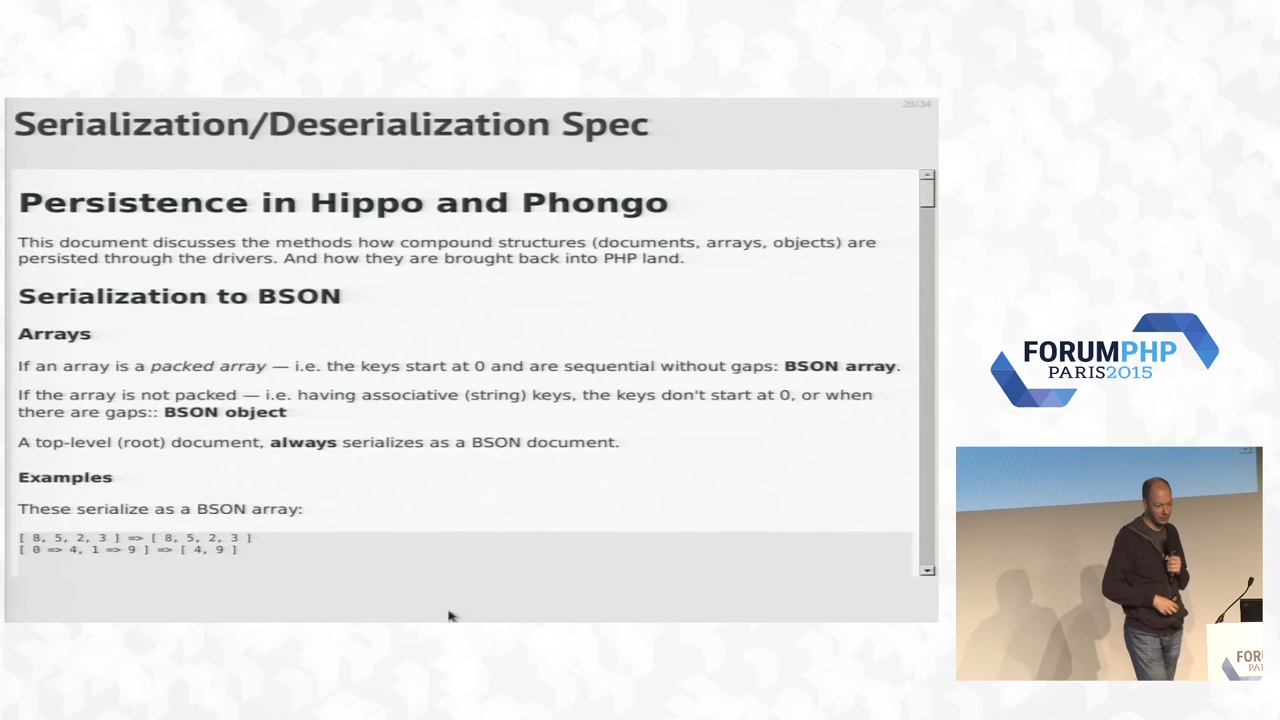 26/34
Serialization/Deserialization Spec
Persistence in Hippo and Phongo
This document discusses the methods how compound structures (documents, arrays, objects) are
persisted through the drivers. And how they are brought back into PHP land.
Serialization to BSON
Arrays
If an array is a packed array — i.e. the keys start at 0 and are sequential without gaps: BSON array.
If the array is not packed — i.e. having associative (string) keys, the keys don't start at 0, or when
there are gaps:: BSON object
A top-level (root) document, always serializes as a BSON document.
Examples
These serialize as a BSON array:
[ 8, 5, 2, 3 ] => [ 8, 5, 2, 3 ]
[ 0 => 4, 1 => 9 ] => [ 4, 9 ]
FORUMPHP
PARIS2015
FOR
PA